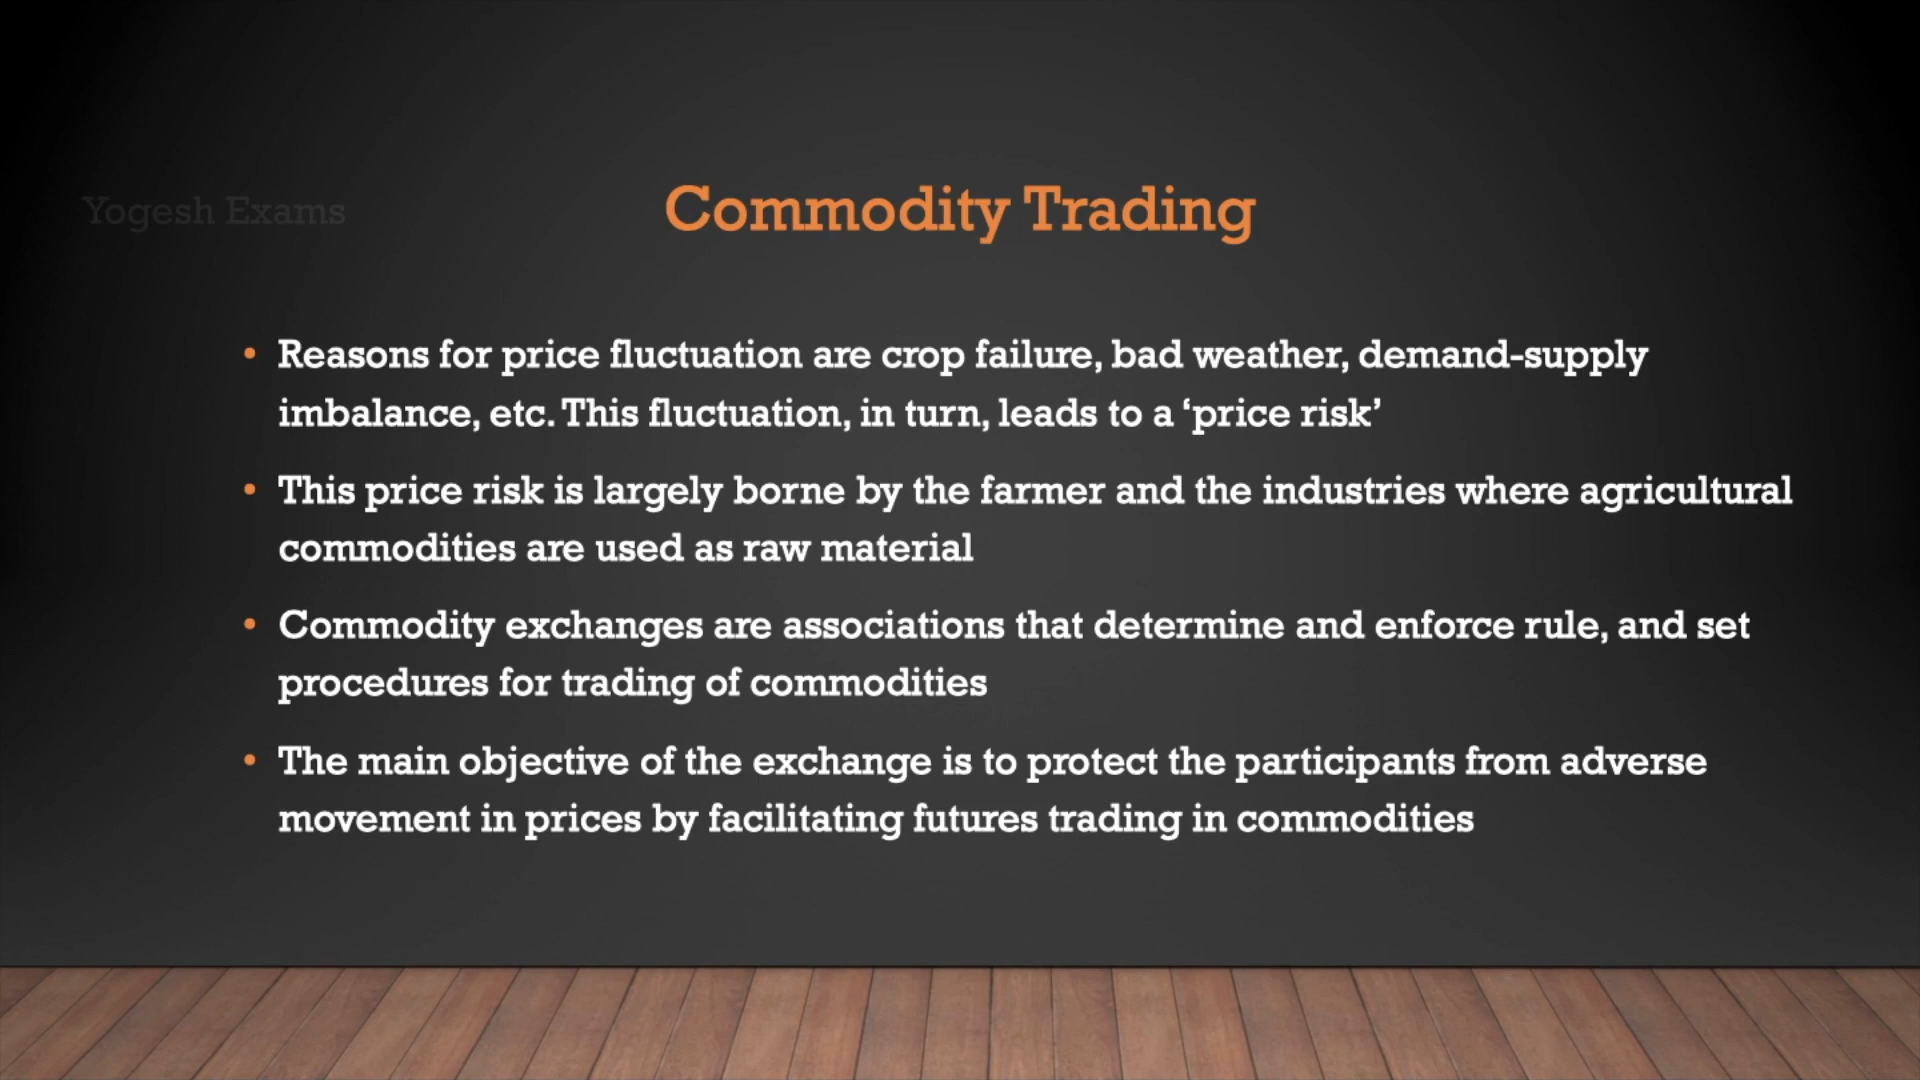 Yogesh Exams
Commodity Trading
• Reasons for price fluctuation are crop failure, bad weather, demand-supply
imbalance, etc. This fluctuation, in turn, leads to a ‘price risk’
• This price risk is largely borne by the farmer and the industries where agricultural
commodities are used as raw material
• Commodity exchanges are associations that determine and enforce rule, and set
procedures for trading of commodities
• The main objective of the exchange is to protect the participants from adverse
movement in prices by facilitating futures trading in commodities